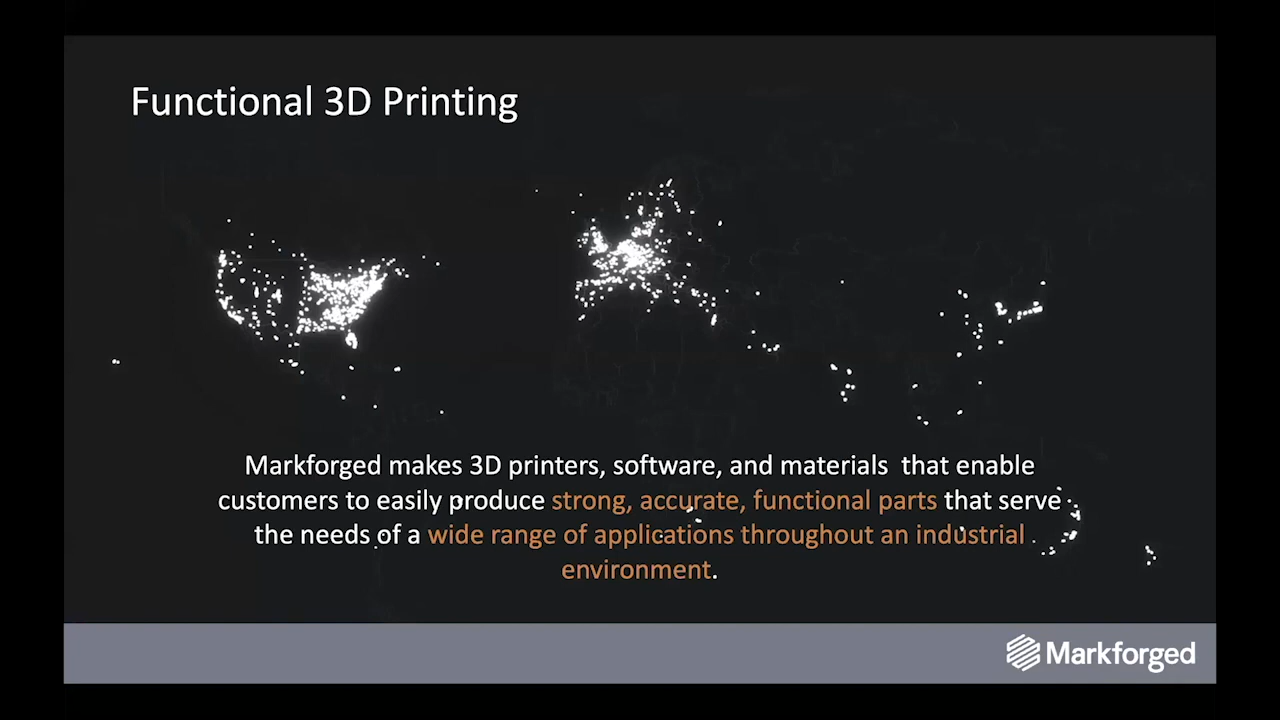 Functional 3D Printing
Markforged makes 3D printers, software, and materials  that enable
customers to easily produce strong, accurate, functional parts that serve
the needs of a wide range of applications throughout an industrial
environment.
Markforged